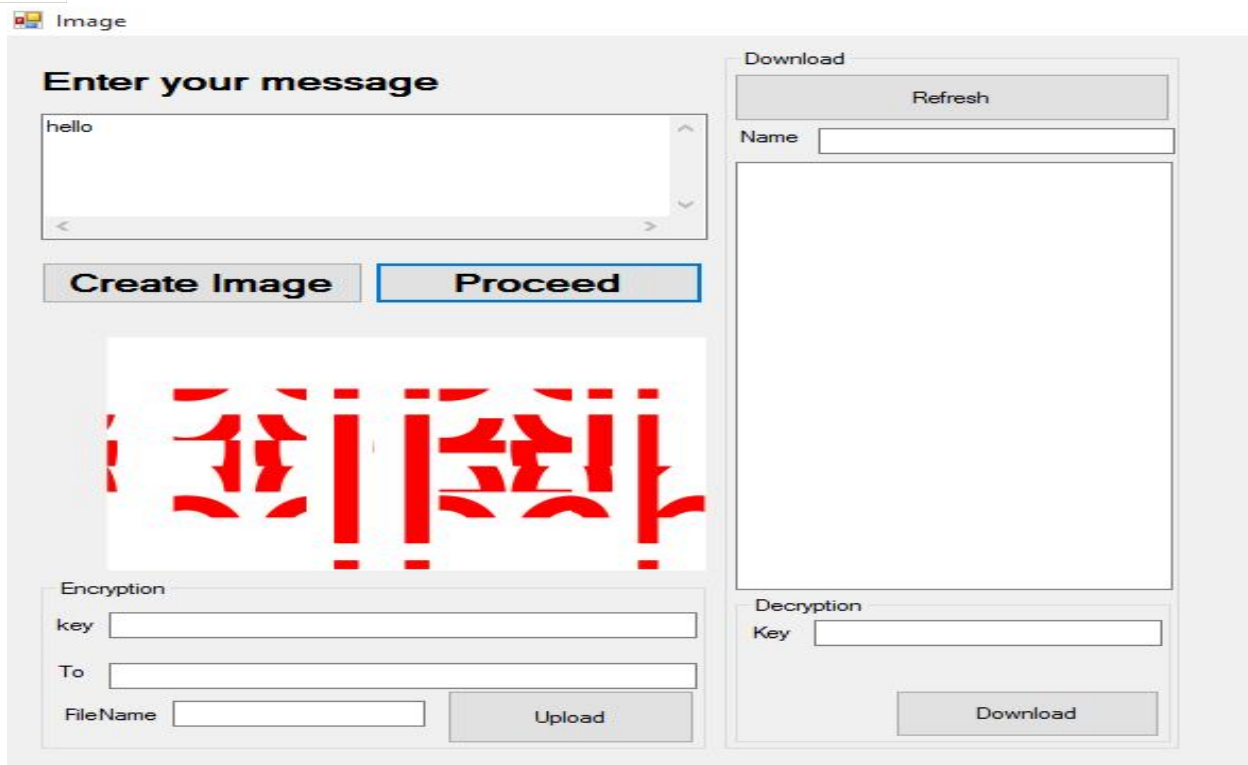 Image
Enter your message
hello
Create Image
Proceed
Encryption
key
To
FileName
Upload
Download
Refresh
Name
Decryption
Key
Download